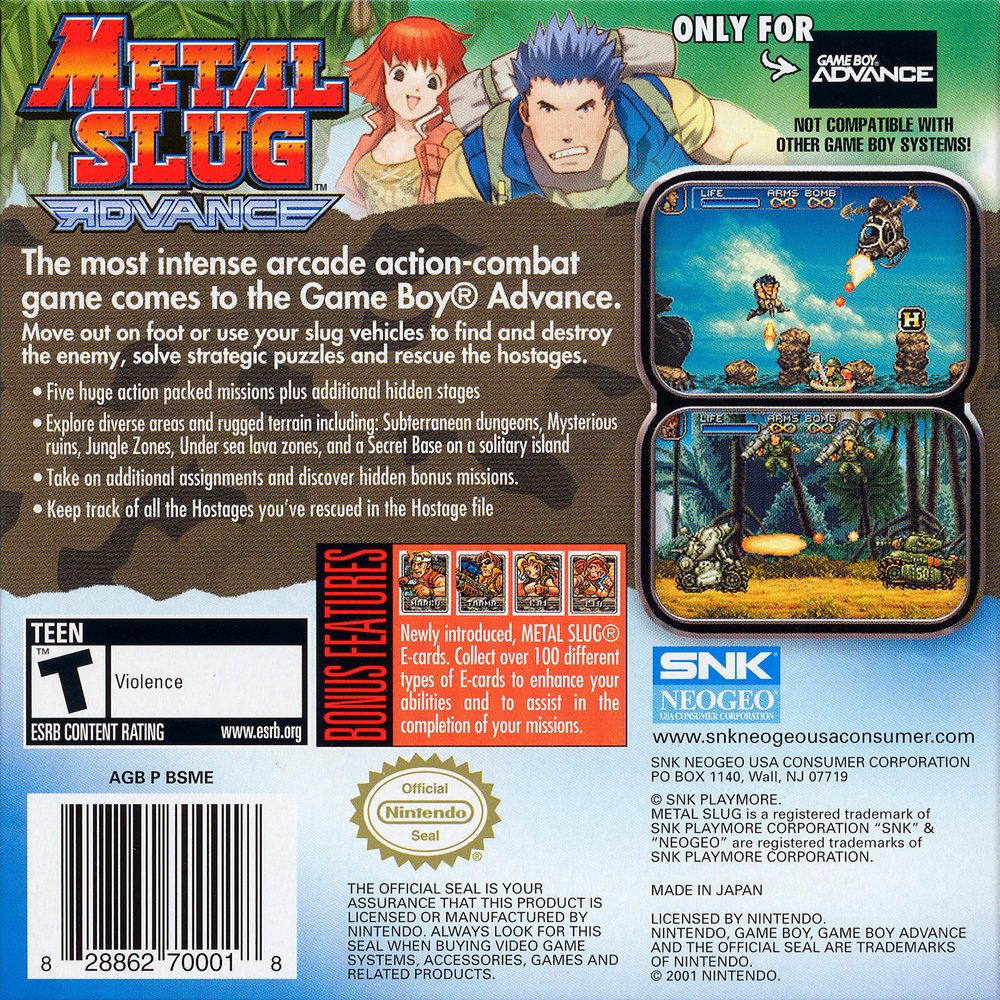 METAL
SLUG™
ADVANCE
ONLY FOR
GAME BOY®
ADVANCE
NOT COMPATIBLE WITH
OTHER GAME BOY SYSTEMS!
The most intense arcade action-combat
game comes to the Game Boy® Advance.
Move out on foot or use your slug vehicles to find and destroy
the enemy, solve strategic puzzles and rescue the hostages.
• Five huge action packed missions plus additional hidden stages
• Explore diverse areas and rugged terrain including: Subterranean dungeons, Mysterious
ruins, Jungle Zones, Under sea lava zones, and a Secret Base on a solitary island
• Take on additional assignments and discover hidden bonus missions.
• Keep track of all the Hostages you've rescued in the Hostage file
LIFE ARMS BOMB
H
LIFE ARMS BOMB
50
BONUS FEATURES
MARCO TARMA ERI FIO
Newly introduced, METAL SLUG®
E-cards. Collect over 100 different
types of E-cards to enhance your
abilities and to assist in the
completion of your missions.
TEEN
T™
Violence
ESRB CONTENT RATING www.esrb.org
AGB P BSME
8 28862 70001 8
Official
Nintendo
Seal
®
THE OFFICIAL SEAL IS YOUR
ASSURANCE THAT THIS PRODUCT IS
LICENSED OR MANUFACTURED BY
NINTENDO. ALWAYS LOOK FOR THIS
SEAL WHEN BUYING VIDEO GAME
SYSTEMS, ACCESSORIES, GAMES AND
RELATED PRODUCTS.
SNK®
NEOGEO®
USA CONSUMER CORPORATION
www.snkneogeousaconsumer.com
SNK NEOGEO USA CONSUMER CORPORATION
PO BOX 1140, Wall, NJ 07719
© SNK PLAYMORE.
METAL SLUG is a registered trademark of
SNK PLAYMORE CORPORATION "SNK" &
"NEOGEO" are registered trademarks of
SNK PLAYMORE CORPORATION.
MADE IN JAPAN
LICENSED BY NINTENDO.
NINTENDO, GAME BOY, GAME BOY ADVANCE
AND THE OFFICIAL SEAL ARE TRADEMARKS
OF NINTENDO.
© 2001 NINTENDO.